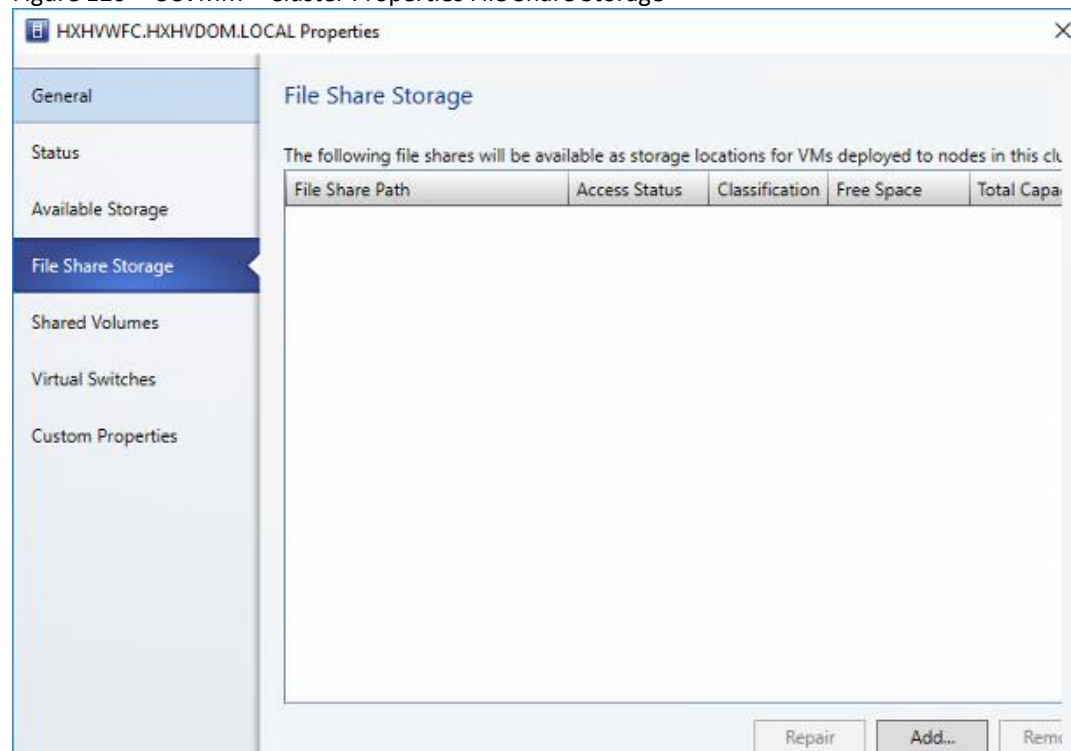 HXHVWFC.HXHVDOM.LOCAL Properties
General
Status
Available Storage
File Share Storage
Shared Volumes
Virtual Switches
Custom Properties
File Share Storage
The following file shares will be available as storage locations for VMs deployed to nodes in this clu
File Share Path Access Status Classification Free Space Total Capa
Repair Add... Rem